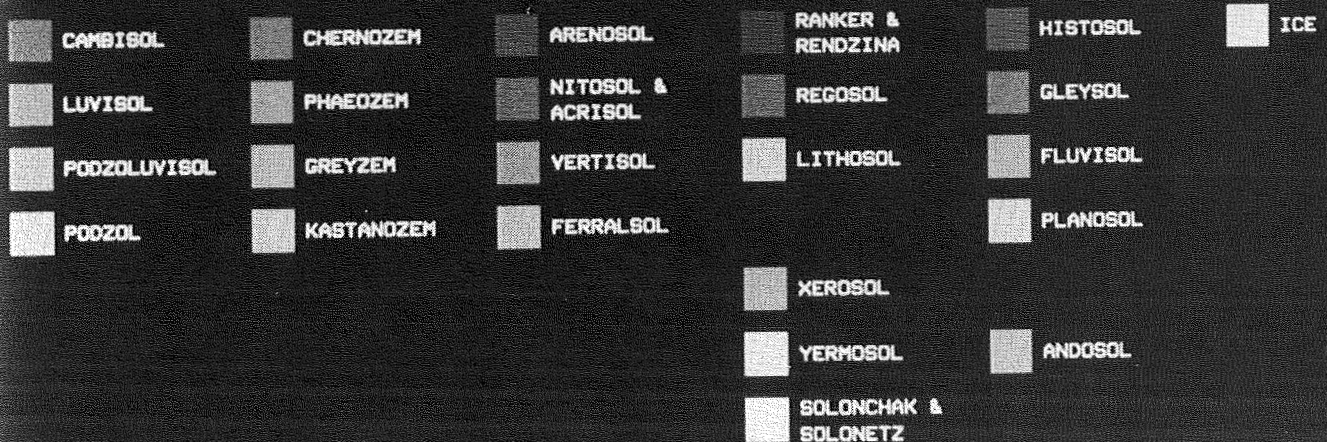 CAMBISOL
LUVISOL
PODZOLUVISOL
PODZOL
CHERNOZEM
PHAEOZEM
GREYZEM
KASTANOZEM
ARENOSOL
NITOSOL &
ACRISOL
VERTISOL
FERRALSOL
RANKER &
RENDZINA
REGOSOL
LITHOSOL
XEROSOL
YERMOSOL
SOLONCHAK &
SOLONETZ
HISTOSOL
GLEYSOL
FLUVISOL
PLANOSOL
ANDOSOL
ICE